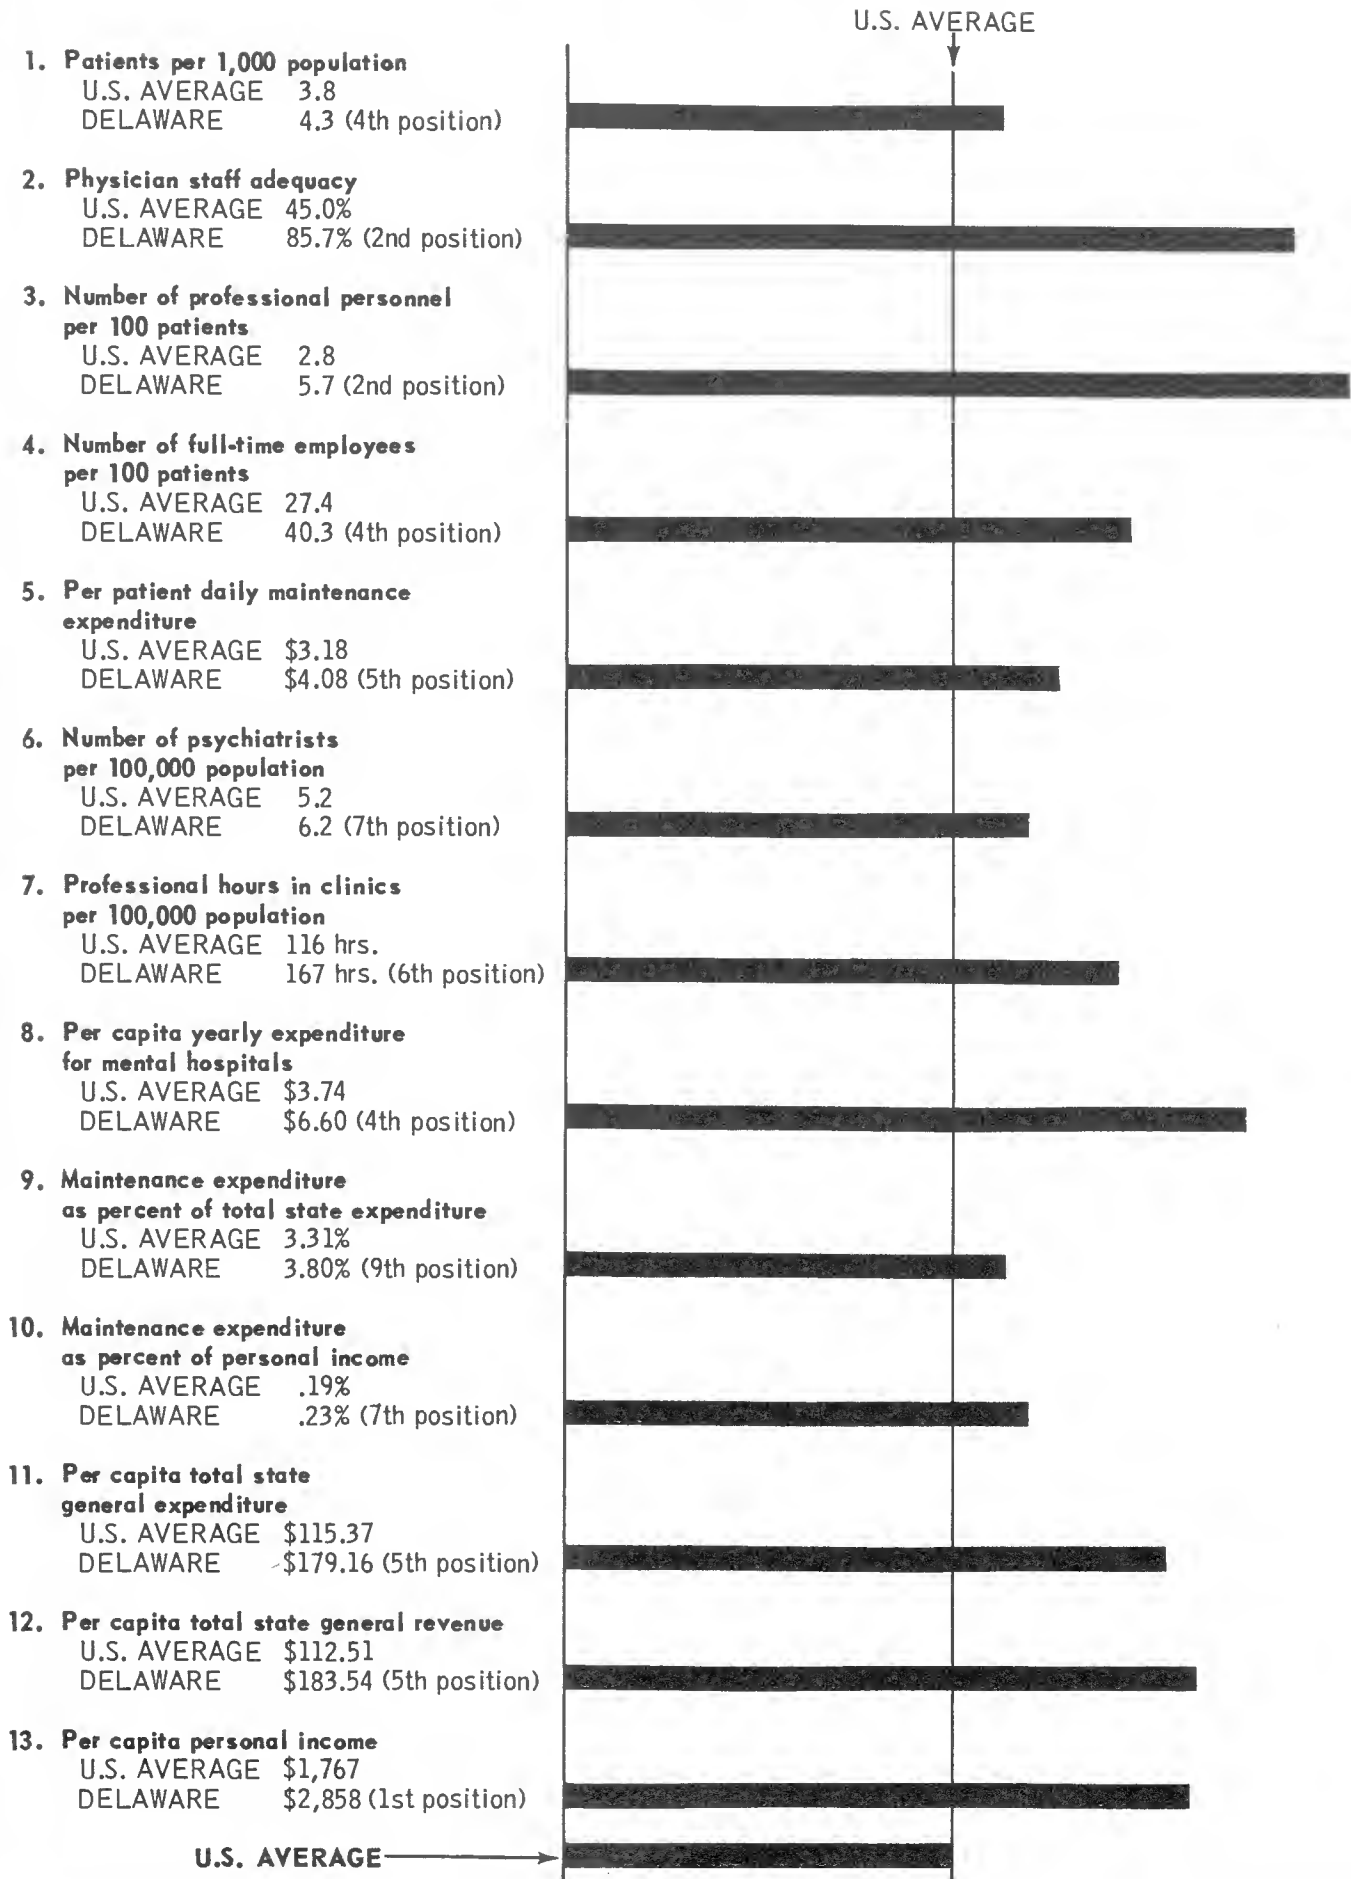 U.S. AVERAGE
1. Patients per 1,000 population
U.S. AVERAGE 3.8
DELAWARE 4.3 (4th position)
2. Physician staff adequacy
U.S. AVERAGE 45.0%
DELAWARE 85.7% (2nd position)
3. Number of professional personnel
per 100 patients
U.S. AVERAGE 2.8
DELAWARE 5.7 (2nd position)
4. Number of full-time employees
per 100 patients
U.S. AVERAGE 27.4
DELAWARE 40.3 (4th position)
5. Per patient daily maintenance
expenditure
U.S. AVERAGE $3.18
DELAWARE $4.08 (5th position)
6. Number of psychiatrists
per 100,000 population
U.S. AVERAGE 5.2
DELAWARE 6.2 (7th position)
7. Professional hours in clinics
per 100,000 population
U.S. AVERAGE 116 hrs.
DELAWARE 167 hrs. (6th position)
8. Per capita yearly expenditure
for mental hospitals
U.S. AVERAGE $3.74
DELAWARE $6.60 (4th position)
9. Maintenance expenditure
as percent of total state expenditure
U.S. AVERAGE 3.31%
DELAWARE 3.80% (9th position)
10. Maintenance expenditure
as percent of personal income
U.S. AVERAGE .19%
DELAWARE .23% (7th position)
11. Per capita total state
general expenditure
U.S. AVERAGE $115.37
DELAWARE $179.16 (5th position)
12. Per capita total state general revenue
U.S. AVERAGE $112.51
DELAWARE $183.54 (5th position)
13. Per capita personal income
U.S. AVERAGE $1,767
DELAWARE $2,858 (1st position)
U.S. AVERAGE